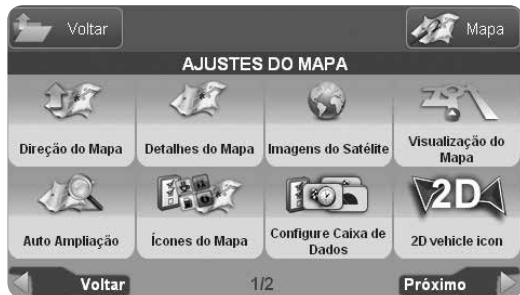 Voltar
Mapa
AJUSTES DO MAPA
Direção do Mapa
Detalhes do Mapa
Imagens do Satélite
Visualização do
Mapa
Auto Ampliação
Ícones do Mapa
Configure Caixa de
Dados
2D
2D vehicle icon
Voltar
1/2
Próximo